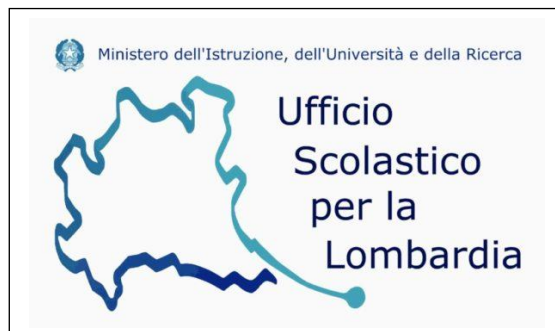 Ministero dell'Istruzione, dell'Università e della Ricerca
Ufficio
Scolastico
per la
Lombardia